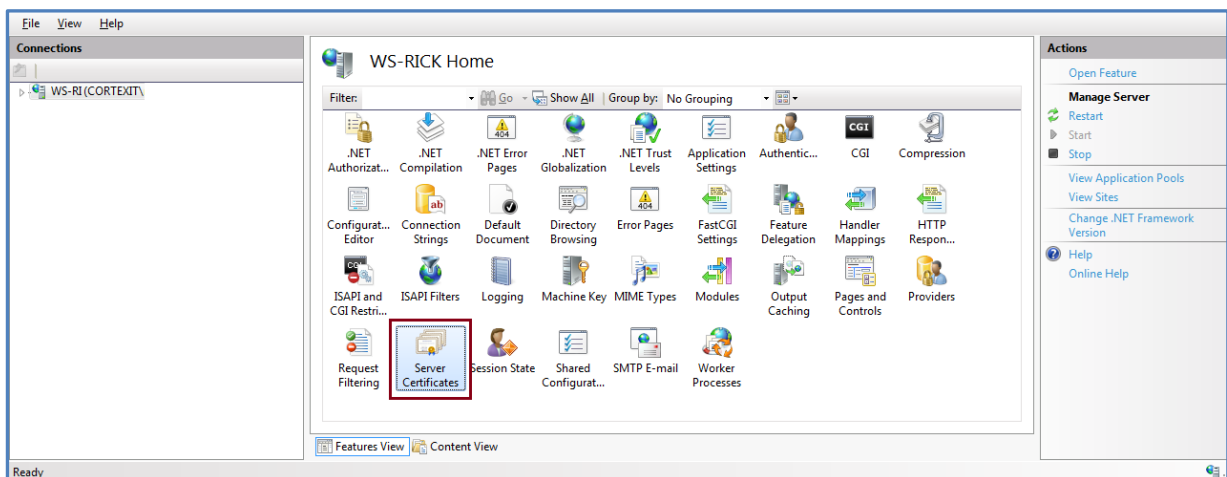 File View Help
Connections
WS-RI(CORTEXIT\
WS-RICK Home
Filter: Go Show All Group by: No Grouping
.NET Authorizat...
.NET Compilation
404
.NET Error Pages
.NET Globalization
.NET Trust Levels
Application Settings
Authentic...
CGI
CGI
Compression
Configurat... Editor
ab
Connection Strings
Default Document
Directory Browsing
404
Error Pages
FastCGI Settings
Feature Delegation
Handler Mappings
HTTP Respon...
ISAPI and CGI Restri...
ISAPI Filters
Logging
Machine Key
MIME Types
Modules
Output Caching
Pages and Controls
Providers
Request Filtering
Server Certificates
Session State
Shared Configurat...
SMTP E-mail
Worker Processes
Features View Content View
Actions
Open Feature
Manage Server
Restart
Start
Stop
View Application Pools
View Sites
Change .NET Framework
Version
Help
Online Help
Ready